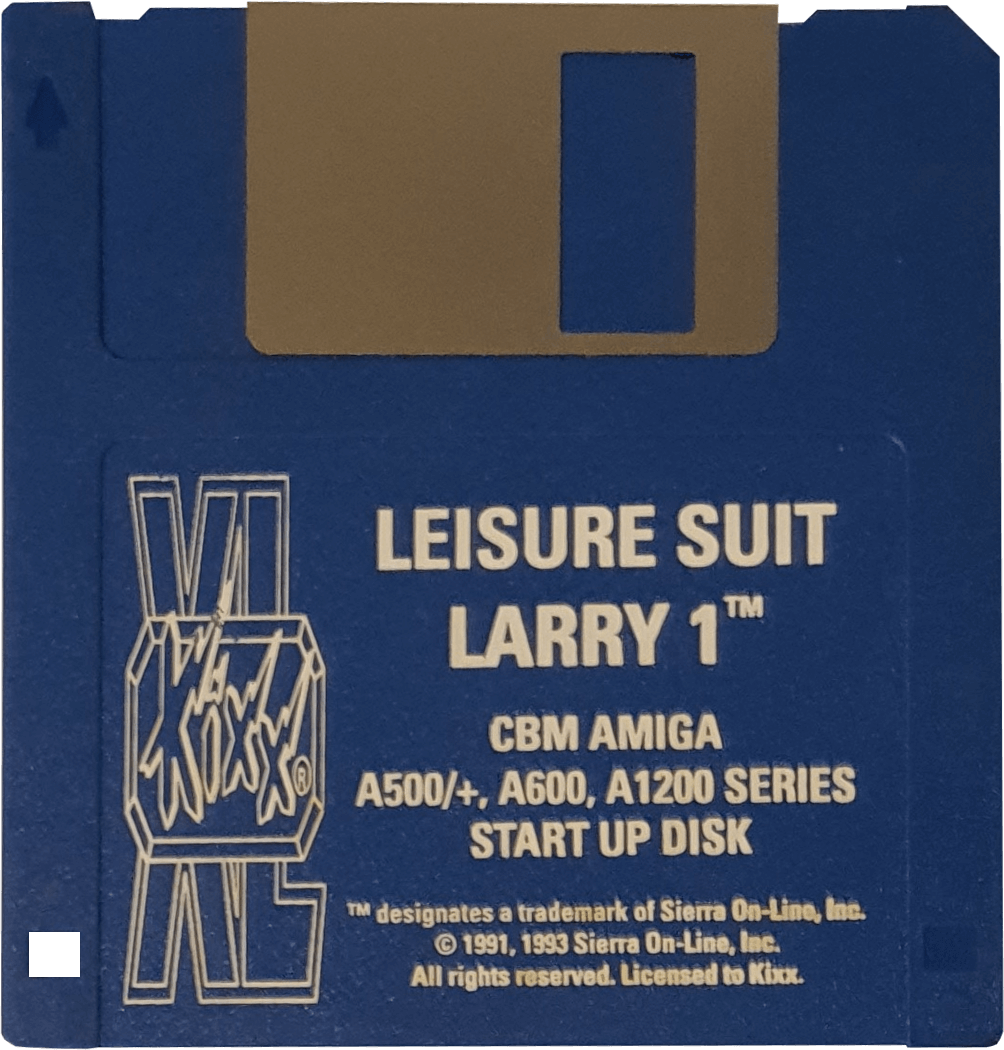 LEISURE SUIT
LARRY 1™
CBM AMIGA
A500/+, A600, A1200 SERIES
START UP DISK
™ designates a trademark of Sierra On-Line, Inc.
© 1991, 1993 Sierra On-Line, Inc.
All rights reserved. Licensed to Kixx.
XL
Kixx®
XL